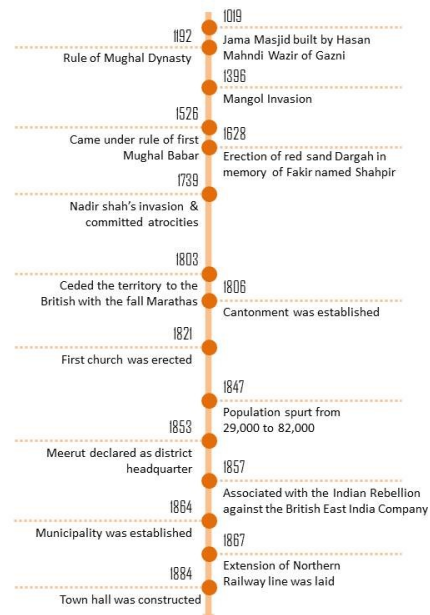 1019
Jama Masjid built by Hasan
Mahndi Wazir of Gazni
1192
Rule of Mughal Dynasty
1396
Mangol Invasion
1526
Came under rule of first
Mughal Babar
1628
Erection of red sand Dargah in
memory of Fakir named Shahpir
1739
Nadir shah's invasion &
committed atrocities
1803
Ceded the territory to the
British with the fall Marathas
1806
Cantonment was established
1821
First church was erected
1847
Population spurt from
29,000 to 82,000
1853
Meerut declared as district
headquarter
1857
Associated with the Indian Rebellion
against the British East India Company
1864
Municipality was established
1867
Extension of Northern
Railway line was laid
1884
Town hall was constructed